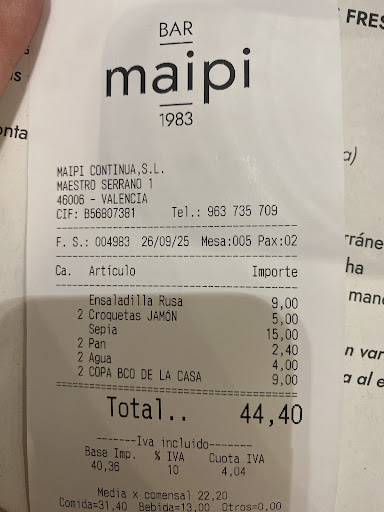 BAR
maipi
1983
MAIPI CONTINUA,S.L.
MAESTRO SERRANO 1
46006 - VALENCIA
CIF: B56807381 Tel.: 963 735 709
F. S.: 004983 26/09/25 Mesa:005 Pax:02
Ca. Artículo Importe
Ensaladilla Rusa 9,00
2 Croquetas JAMÓN 5,00
Sepia 15,00
2 Pan 2,40
2 Agua 4,00
2 COPA BCO DE LA CASA 9,00
Total.. 44,40
-------Iva incluido-------
Base Imp. % IVA Cuota IVA
40,36 10 4,04
Media x comensal 22,20
Comida=31,40 Bebida=13,00 Otros=0,00
FRES
a)
ha
n var
a al e